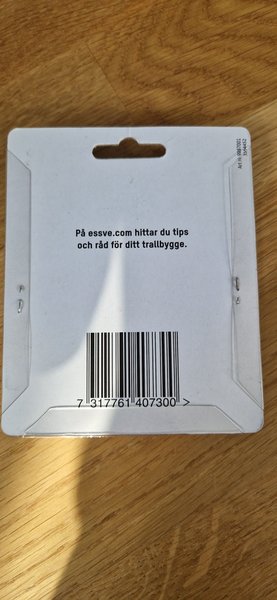 På essve.com hittar du tips
och råd för ditt trallbygge.
7 317761 407300 >